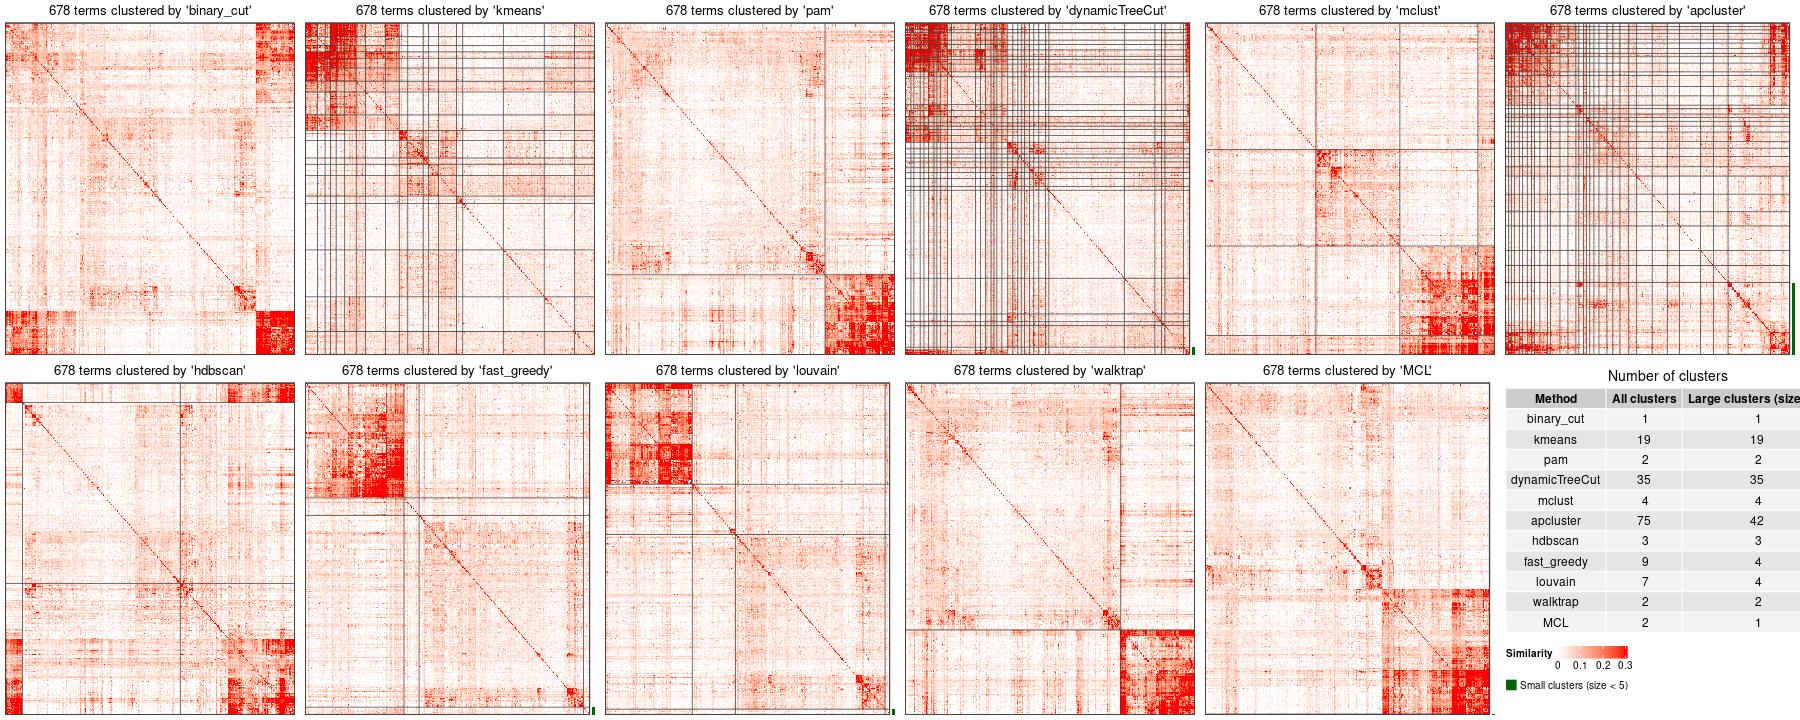 678 terms clustered by 'binary_cut'
678 terms clustered by 'kmeans'
678 terms clustered by 'pam'
678 terms clustered by 'dynamicTreeCut'
678 terms clustered by 'mclust'
678 terms clustered by 'apcluster'
678 terms clustered by 'hdbscan'
678 terms clustered by 'fast_greedy'
678 terms clustered by 'louvain'
678 terms clustered by 'walktrap'
678 terms clustered by 'MCL'
Number of clusters
Method All clusters Large clusters (size
binary_cut 1 1
kmeans 19 19
pam 2 2
dynamicTreeCut 35 35
mclust 4 4
apcluster 75 42
hdbscan 3 3
fast_greedy 9 4
louvain 7 4
walktrap 2 2
MCL 2 1
Similarity
0 0.1 0.2 0.3
Small clusters (size < 5)